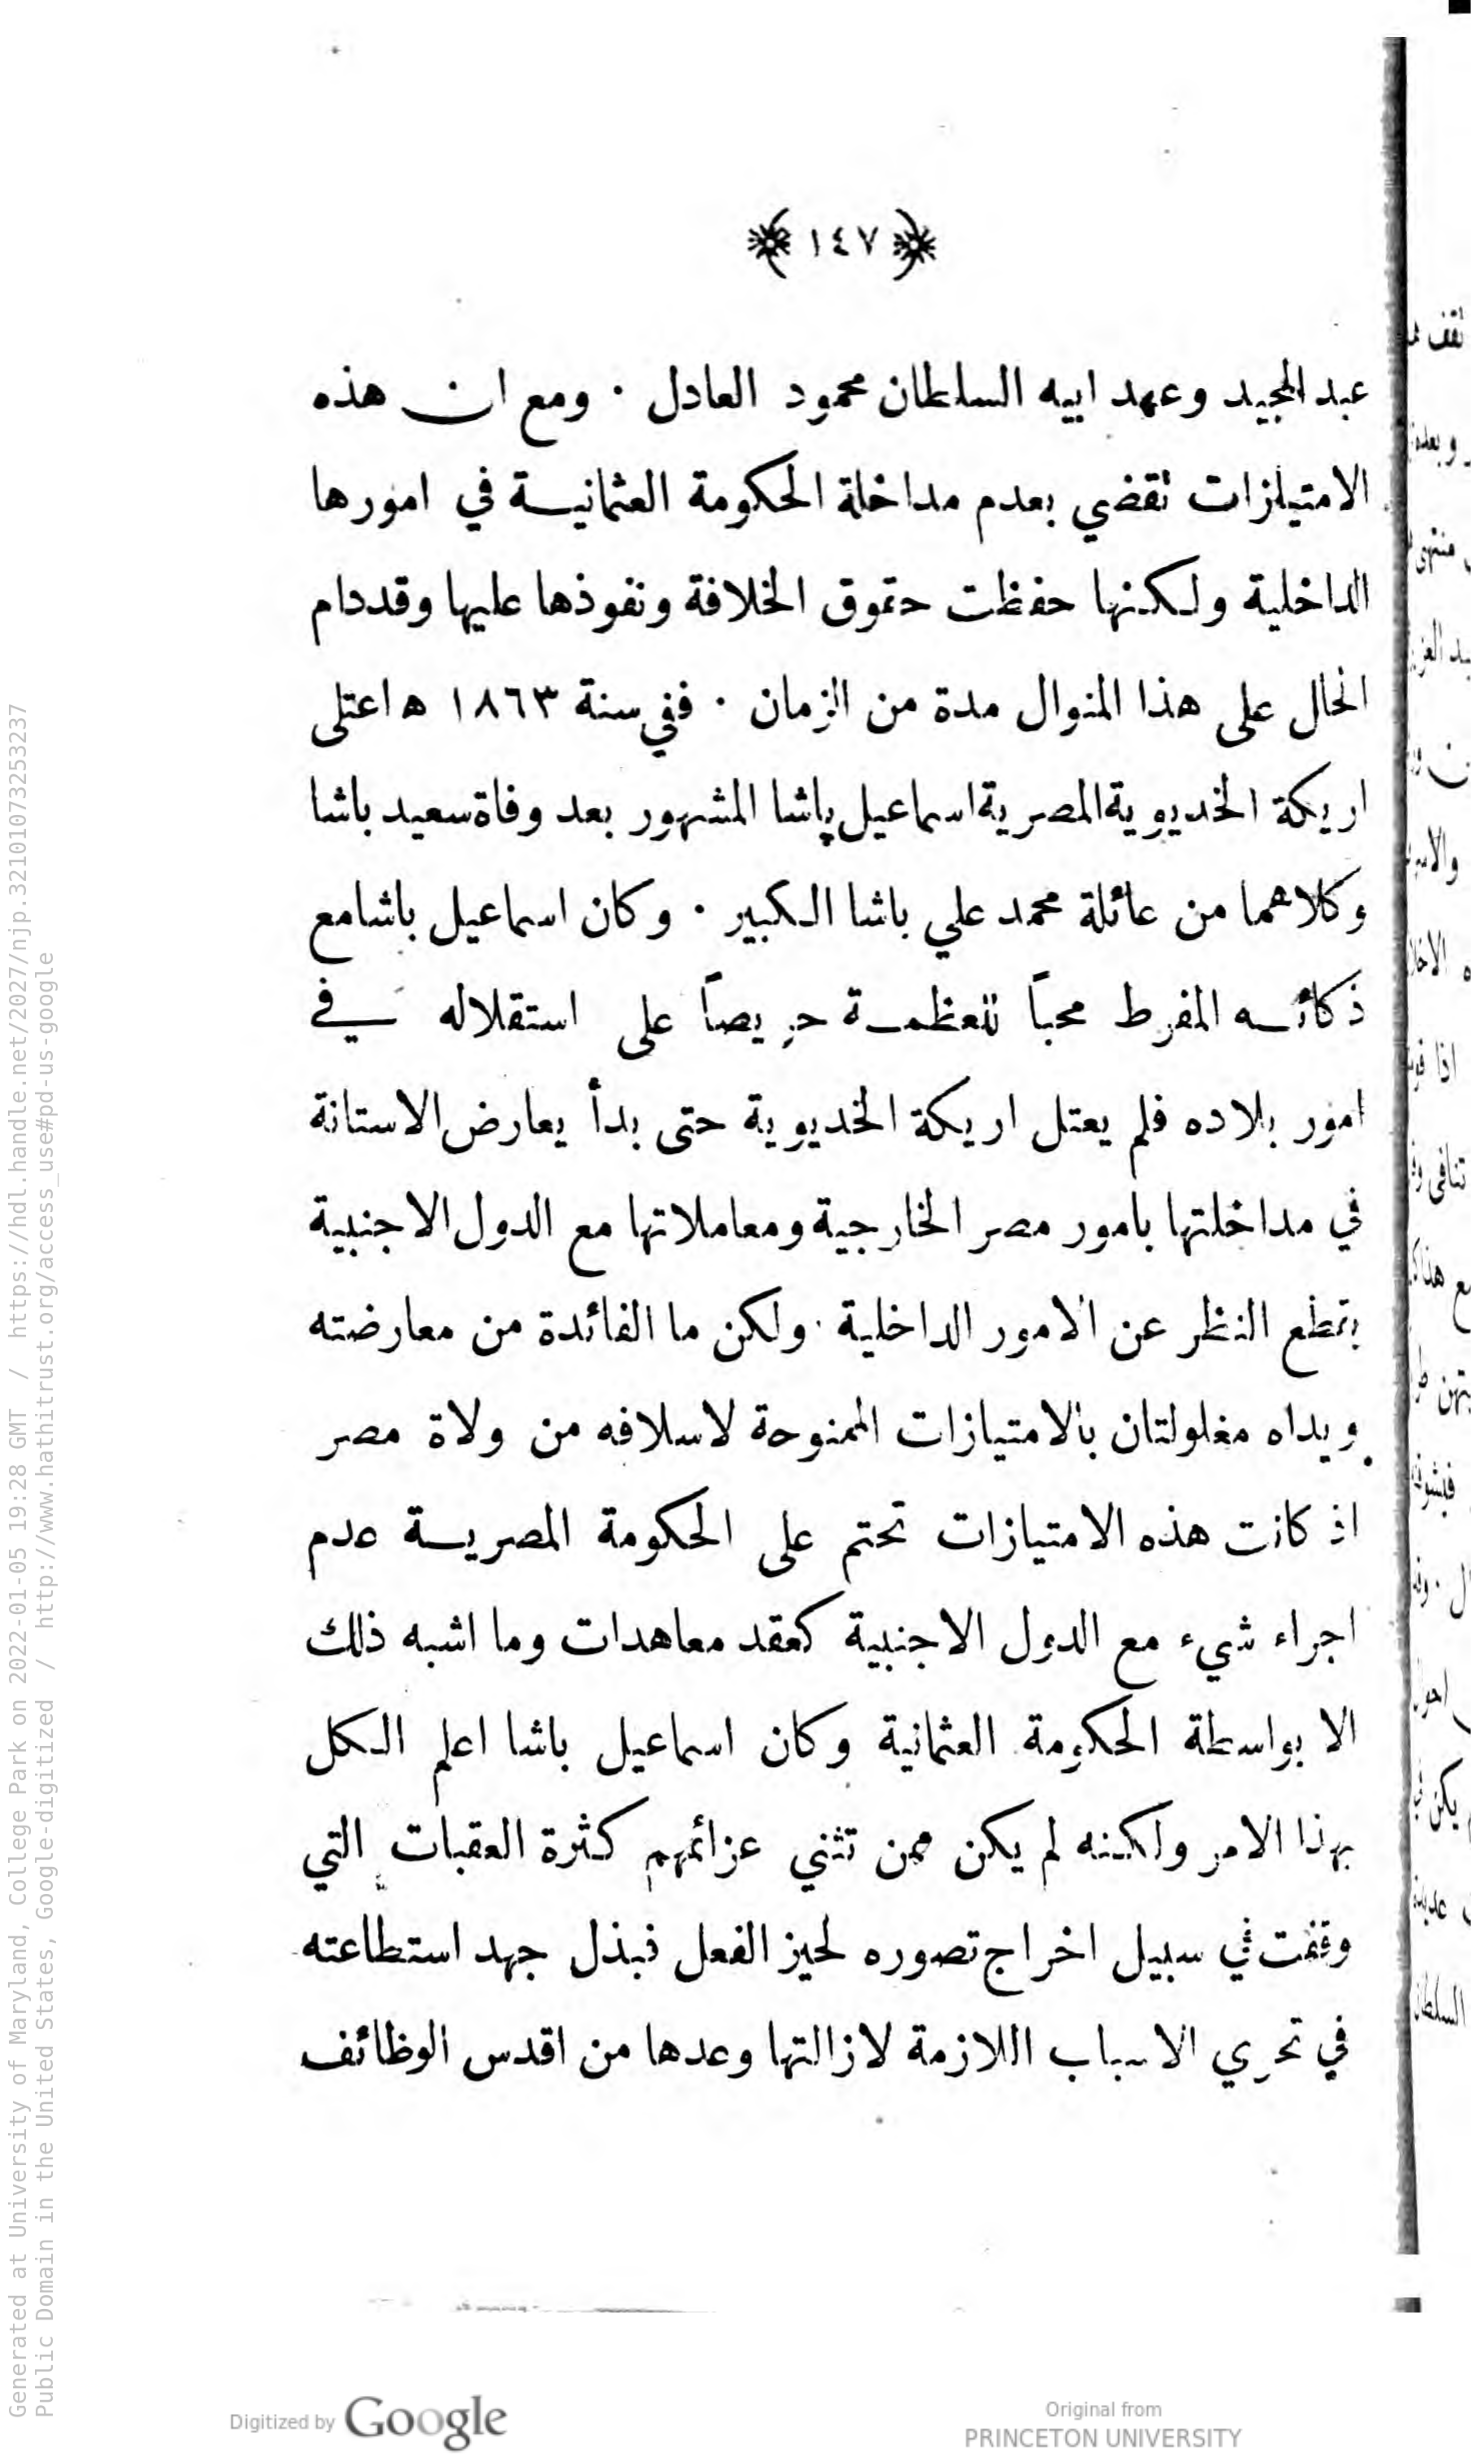 ١٤٧
عبد المجيد وعهد ابيه السلطان محمود العادل · ومع ان هذه
الامتيازات تقضي بعدم مداخلة الحكومة العثمانية في امورها
الداخلية ولكنها حفظت حقوق الخلافة ونفوذها عليها وقددام
الحال على هذا المنوال مدة من الزمان · ففي سنة ١٨٦٣ ه اعتلى
اريكة الخديوية المصرية اسماعيل پاشا المشهور بعد وفاة سعيد باشا
وكلاهما من عائلة محمد علي باشا الكبير · وكان اسماعيل باشا مع
ذكائه المفرط محباً للعظمة حريصاً على استقلاله في
امور بلاده فلم يعتل اريكة الخديوية حتى بدأ يعارض الاستانة
في مداخلتها بامور مصر الخارجية ومعاملاتها مع الدول الاجنبية
بقطع النظر عن الامور الداخلية · ولكن ما الفائدة من معارضته
ويداه مغلولتان بالامتيازات الممنوحة لاسلافه من ولاة مصر
اذ كانت هذه الامتيازات تحتم على الحكومة المصرية عدم
اجراء شيء مع الدول الاجنبية كعقد معاهدات وما اشبه ذلك
الا بواسطة الحكومة العثمانية وكان اسماعيل باشا اعلم الكل
بهذا الامر ولكنه لم يكن ممن تثني عزائمهم كثرة العقبات التي
وقفت في سبيل اخراج تصوره لحيز الفعل فبذل جهد استطاعته
في تحري الاسباب اللازمة لازالتها وعدها من اقدس الوظائف
Generated at University of Maryland, College Park on 2022-01-05 19:28 GMT / https://hdl.handle.net/2027/njp.32101073253237
Public Domain in the United States, Google-digitized / http://www.hathitrust.org/access_use#pd-us-google
Digitized by Google
Original from
PRINCETON UNIVERSITY